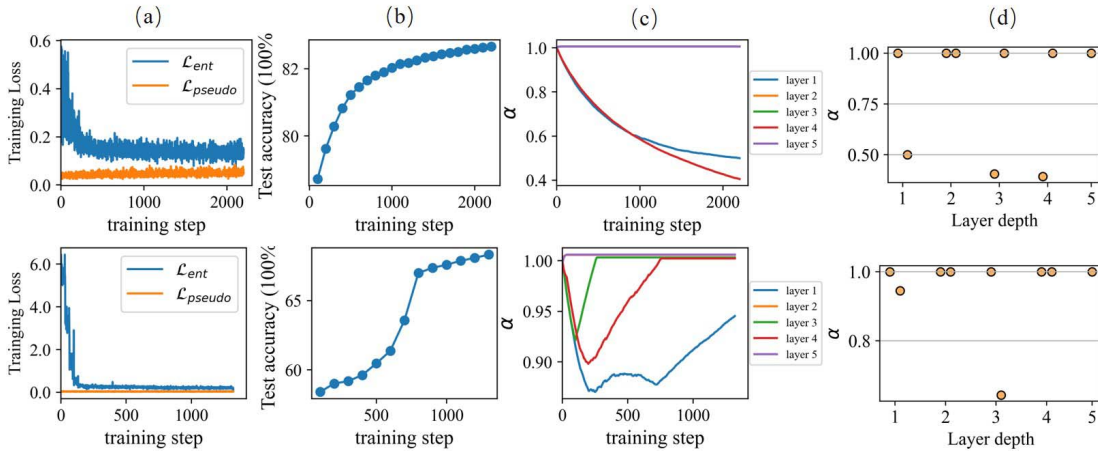 (a) (b) (c) (d)
Trainging Loss
0.6
0.4
0.2
0.0
ℒent
ℒpseudo
0 1000 2000
training step
Test accuracy (100%
82
80
0 1000 2000
training step
α
1.0
0.8
0.6
0.4
layer 1
layer 2
layer 3
layer 4
layer 5
0 1000 2000
training step
α
1.00
0.75
0.50
1 2 3 4 5
Layer depth
Trainging Loss
6.0
4.0
2.0
0.0
ℒent
ℒpseudo
0 500 1000
training step
Test accuracy (100%
65
60
500 1000
training step
α
1.00
0.95
0.90
layer 1
layer 2
layer 3
layer 4
layer 5
0 500 1000
training step
α
1.0
0.8
1 2 3 4 5
Layer depth